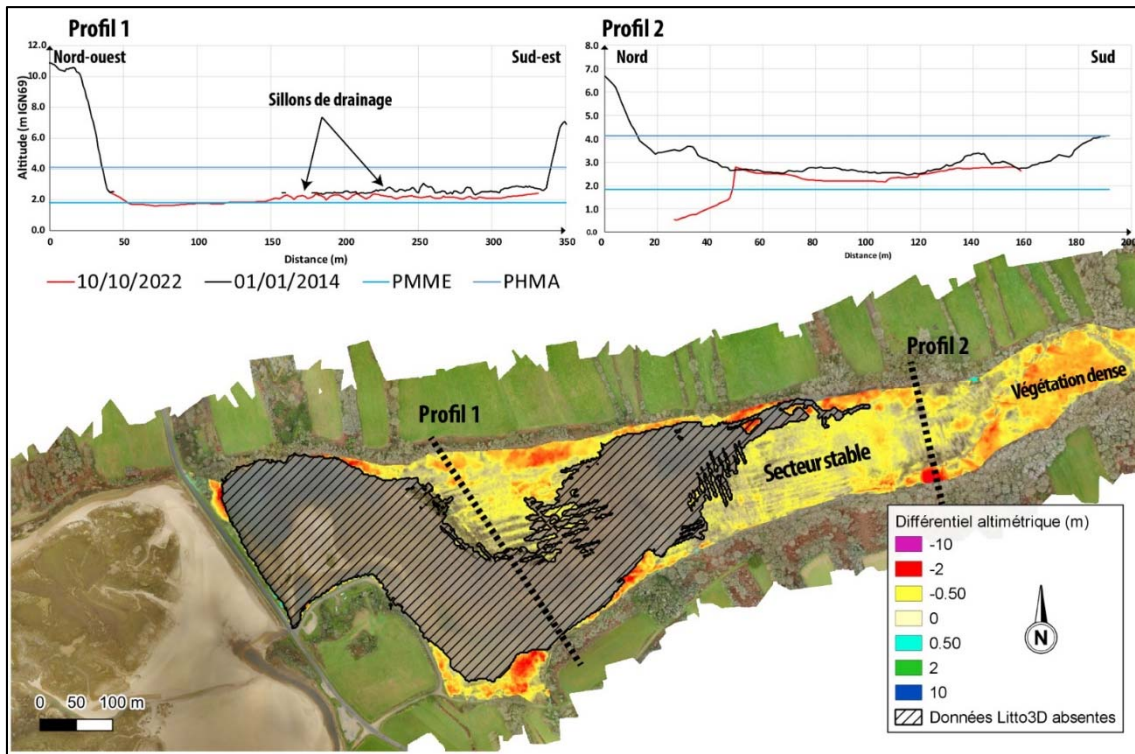 Profil 1
Nord-ouest
Sud-est
Sillons de drainage
Altitude (m IGN69)
12.0
10.0
8.0
6.0
4.0
2.0
0.0
0
50
100
150
200
250
300
350
Distance (m)
Profil 2
Nord
Sud
8.0
7.0
6.0
5.0
4.0
3.0
2.0
1.0
0.0
0
20
40
60
80
100
120
140
160
180
200
Distance (m)
10/10/2022
01/01/2014
PMME
PHMA
Profil 1
Profil 2
Végétation dense
Secteur stable
Différentiel altimétrique (m)
-10
-2
-0.50
0
0.50
2
10
Données Litto3D absentes
N
0 50 100 m